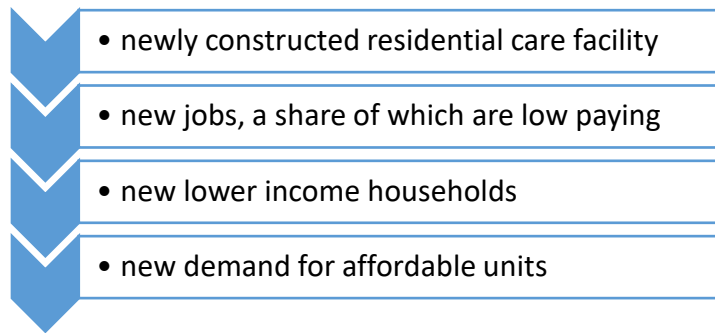 • newly constructed residential care facility
• new jobs, a share of which are low paying
• new lower income households
• new demand for affordable units